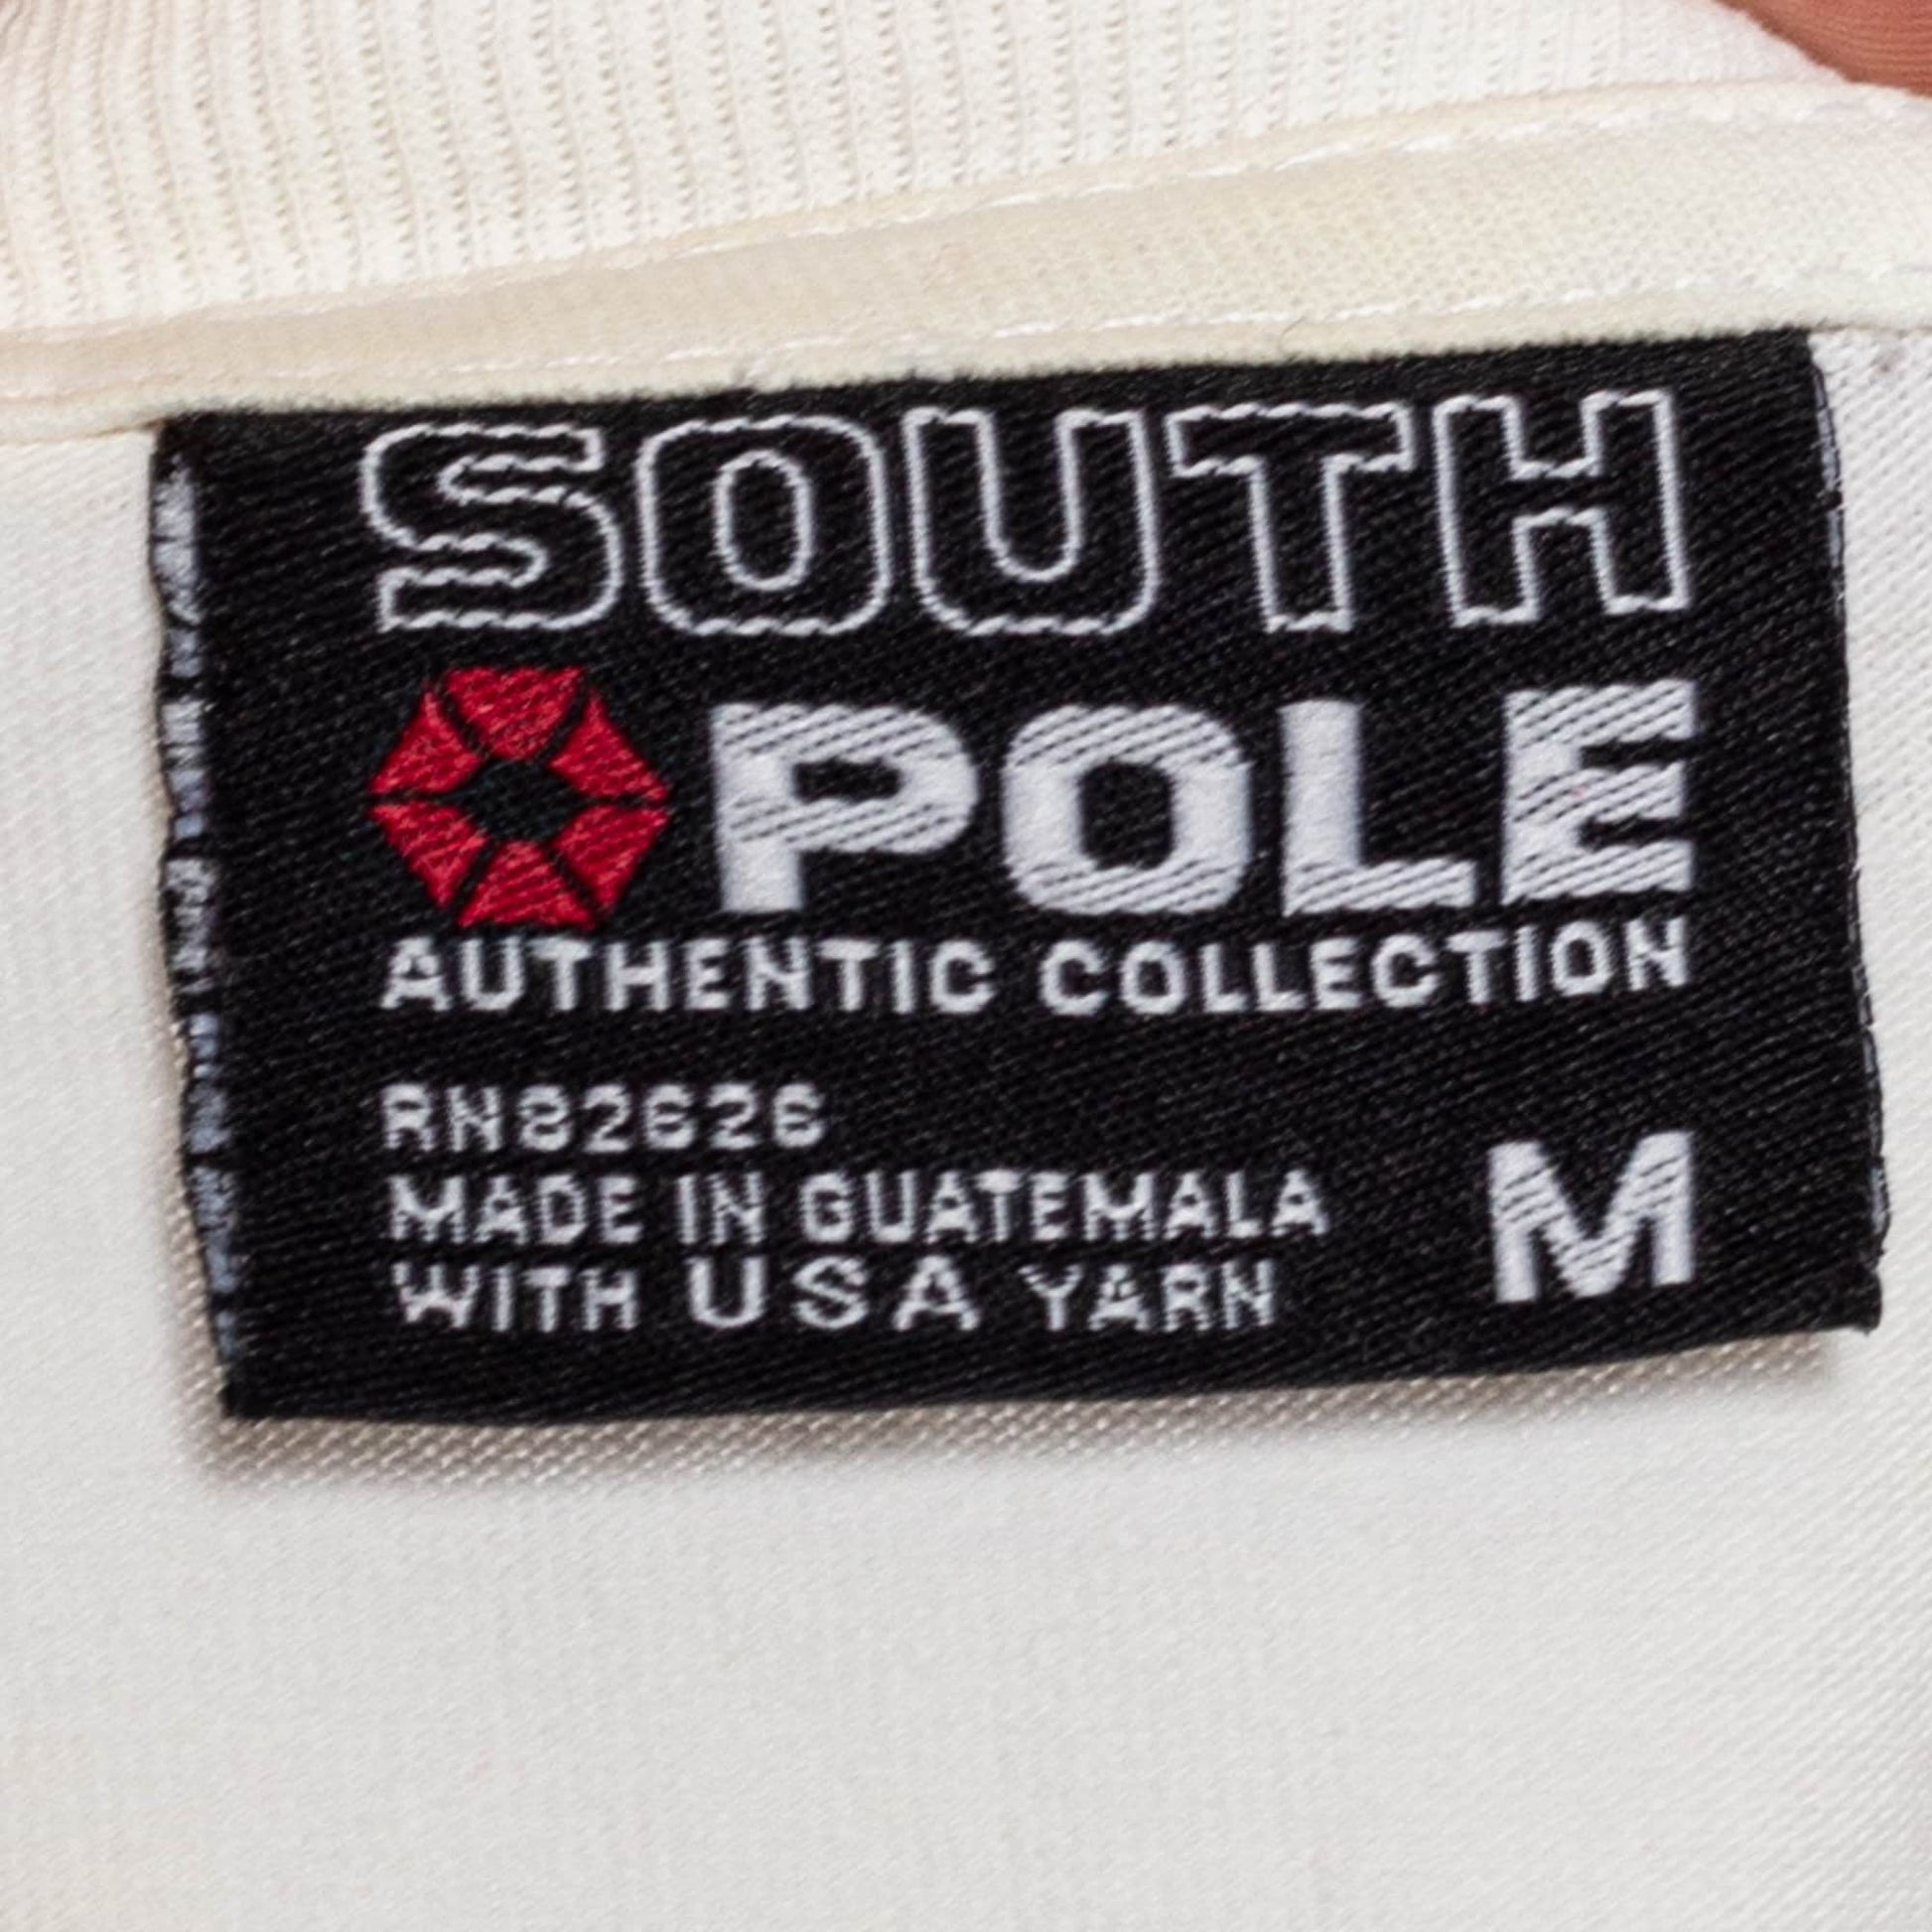 SOUTH
POLE
AUTHENTIC COLLECTION
RN82626
MADE IN GUATEMALA
WITH USA YARN
M